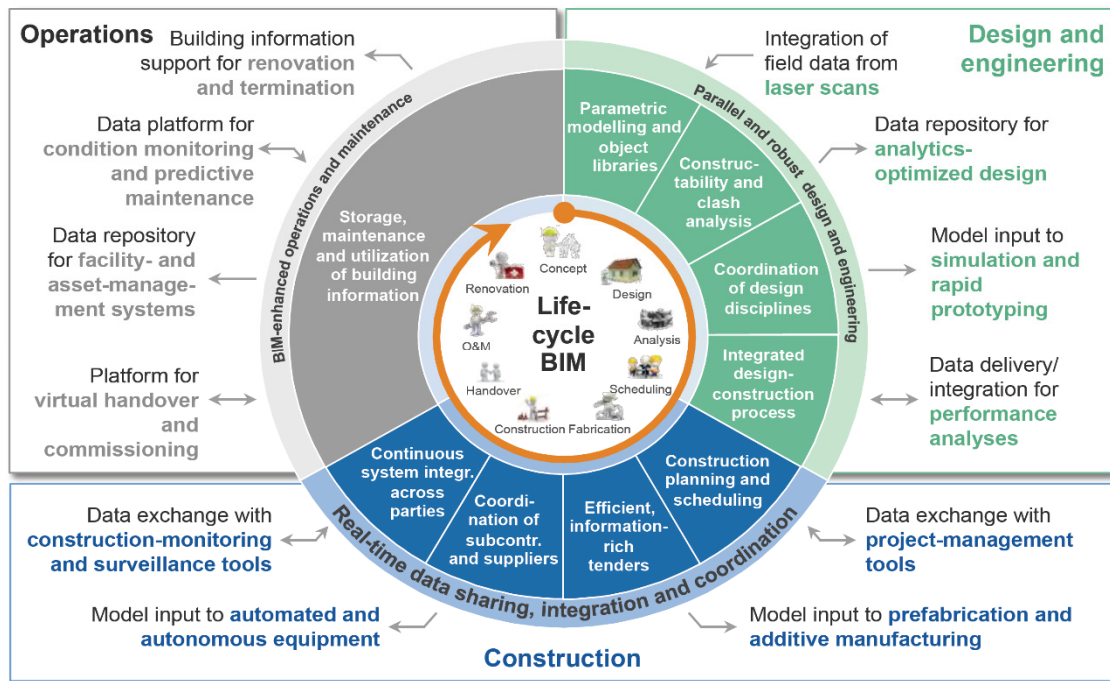 Operations
Building information
support for renovation
and termination
Data platform for
condition monitoring
and predictive
maintenance
Data repository
for facility- and
asset-manage-
ment systems
Platform for
virtual handover
and
commissioning
BIM-enhanced operations and maintenance
Storage,
maintenance
and utilization
of building
information
Design and
engineering
Integration of
field data from
laser scans
Data repository for
analytics-
optimized design
Model input to
simulation and
rapid
prototyping
Data delivery/
integration for
performance
analyses
Parallel and robust design and engineering
Parametric
modelling and
object
libraries
Construc-
tability and
clash
analysis
Coordination
of design
disciplines
Integrated
design-
construction
process
Life-
cycle
BIM
Concept
Design
Analysis
Scheduling
Fabrication
Construction
Handover
O&M
Renovation
Continuous
system integr.
across
parties
Coordi-
nation of
subcontr.
and suppliers
Efficient,
information-
rich
tenders
Construction
planning and
scheduling
Real-time data sharing, integration and coordination
Data exchange with
construction-monitoring
and surveillance tools
Model input to automated and
autonomous equipment
Data exchange with
project-management
tools
Model input to prefabrication and
additive manufacturing
Construction